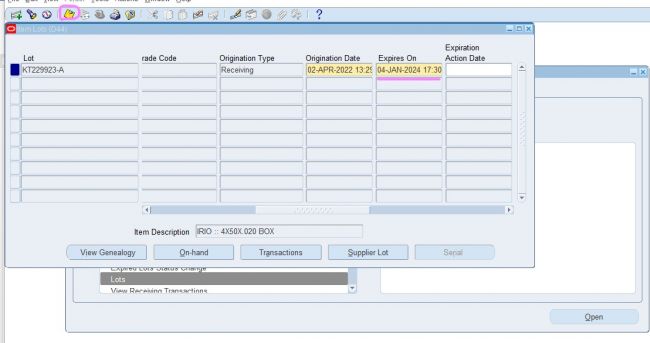 Item Lots (D44)
Expiration
Lot
rade Code
Origination Type
Origination Date
Expires On
Action Date
KT229923-A
Receiving
02-APR-2022 13:29
04-JAN-2024 17:30
Item Description
IRIO :: 4X50X.020 BOX
View Genealogy
On-hand
Transactions
Supplier Lot
Serial
Expired Lots Status Change
Lots
View Receiving Transactions
Open